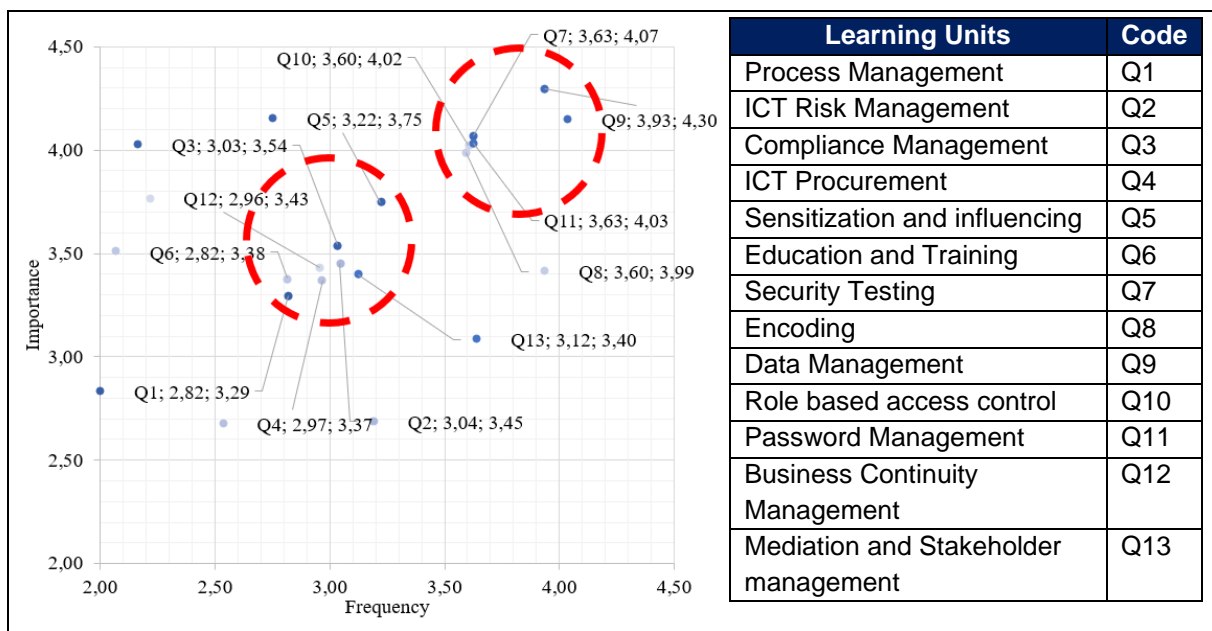 Q7; 3,63; 4,07
4,50
Q10; 3,60; 4,02
Q5; 3,22; 3,75
Q9; 3,93; 4,30
4,00
Q3; 3,03; 3,54
Q12; 2,96; 3,43
Q11; 3,63; 4,03
3,50
Q6; 2,82; 3,38
Q8; 3,60; 3,99
Importance
Q13; 3,12; 3,40
3,00
Q1; 2,82; 3,29
Q4; 2,97; 3,37
Q2; 3,04; 3,45
2,50
2,00
2,00 2,50 3,00 3,50 4,00 4,50
Frequency
Learning Units Code
Process Management Q1
ICT Risk Management Q2
Compliance Management Q3
ICT Procurement Q4
Sensitization and influencing Q5
Education and Training Q6
Security Testing Q7
Encoding Q8
Data Management Q9
Role based access control Q10
Password Management Q11
Business Continuity Q12
Management
Mediation and Stakeholder Q13
management